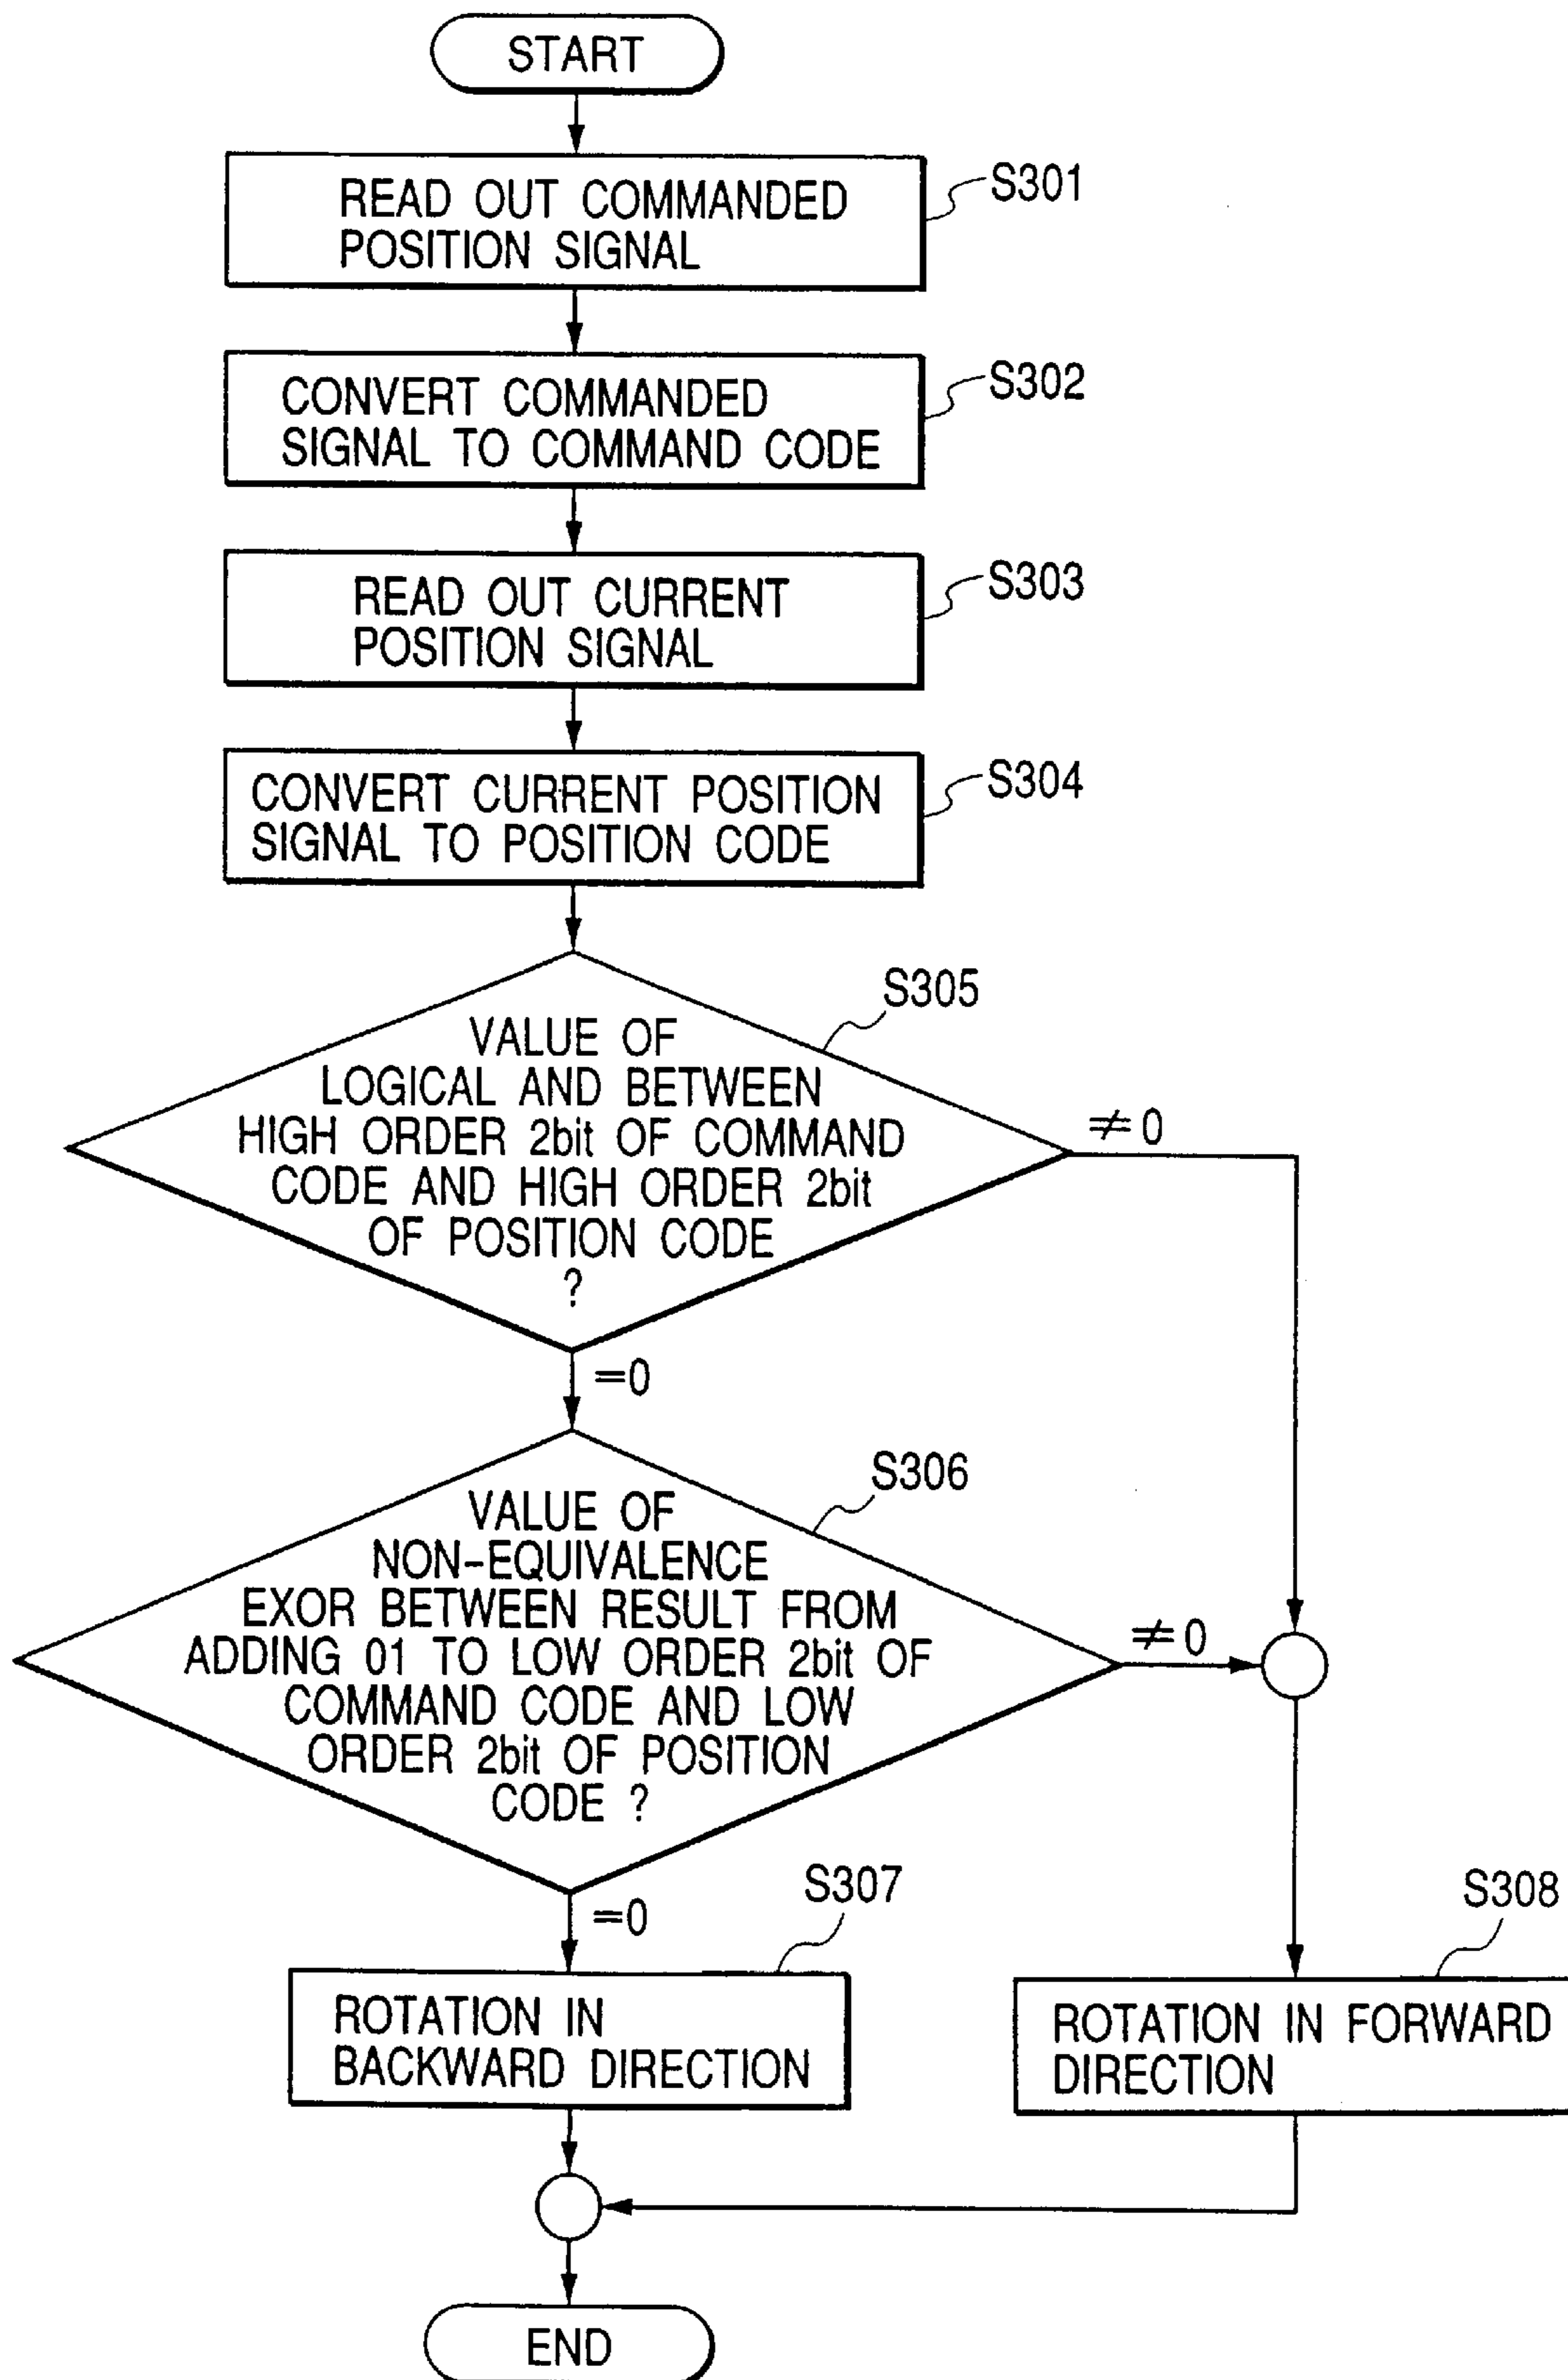 START
READ OUT COMMANDED
POSITION SIGNAL
S301
CONVERT COMMANDED
SIGNAL TO COMMAND CODE
S302
READ OUT CURRENT
POSITION SIGNAL
S303
CONVERT CURRENT POSITION
SIGNAL TO POSITION CODE
S304
S305
VALUE OF
LOGICAL AND BETWEEN
HIGH ORDER 2bit OF COMMAND
CODE AND HIGH ORDER 2bit
OF POSITION CODE
?
≠0
=0
S306
VALUE OF
NON-EQUIVALENCE
EXOR BETWEEN RESULT FROM
ADDING 01 TO LOW ORDER 2bit OF
COMMAND CODE AND LOW
ORDER 2bit OF POSITION
CODE ?
≠0
=0
S307
ROTATION IN
BACKWARD DIRECTION
S308
ROTATION IN FORWARD
DIRECTION
END